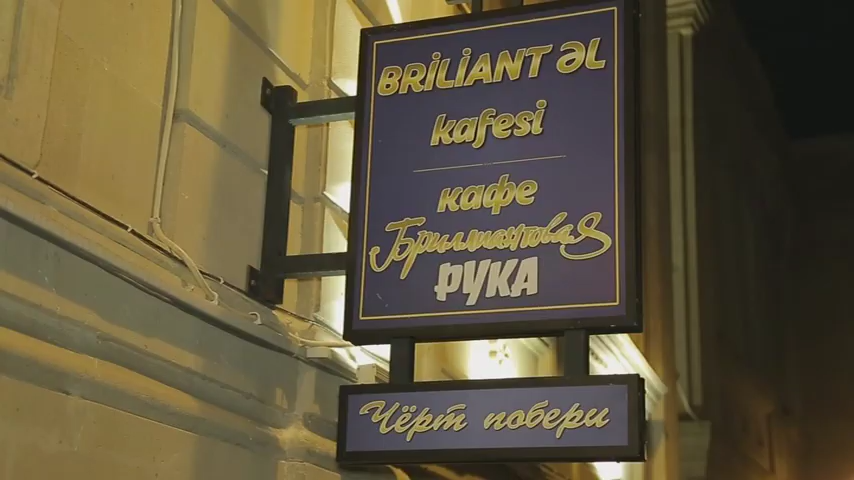 BRİLİANT ƏL
kafesi
кафе
Бриллиантовая
РУКА
Чёрт побери